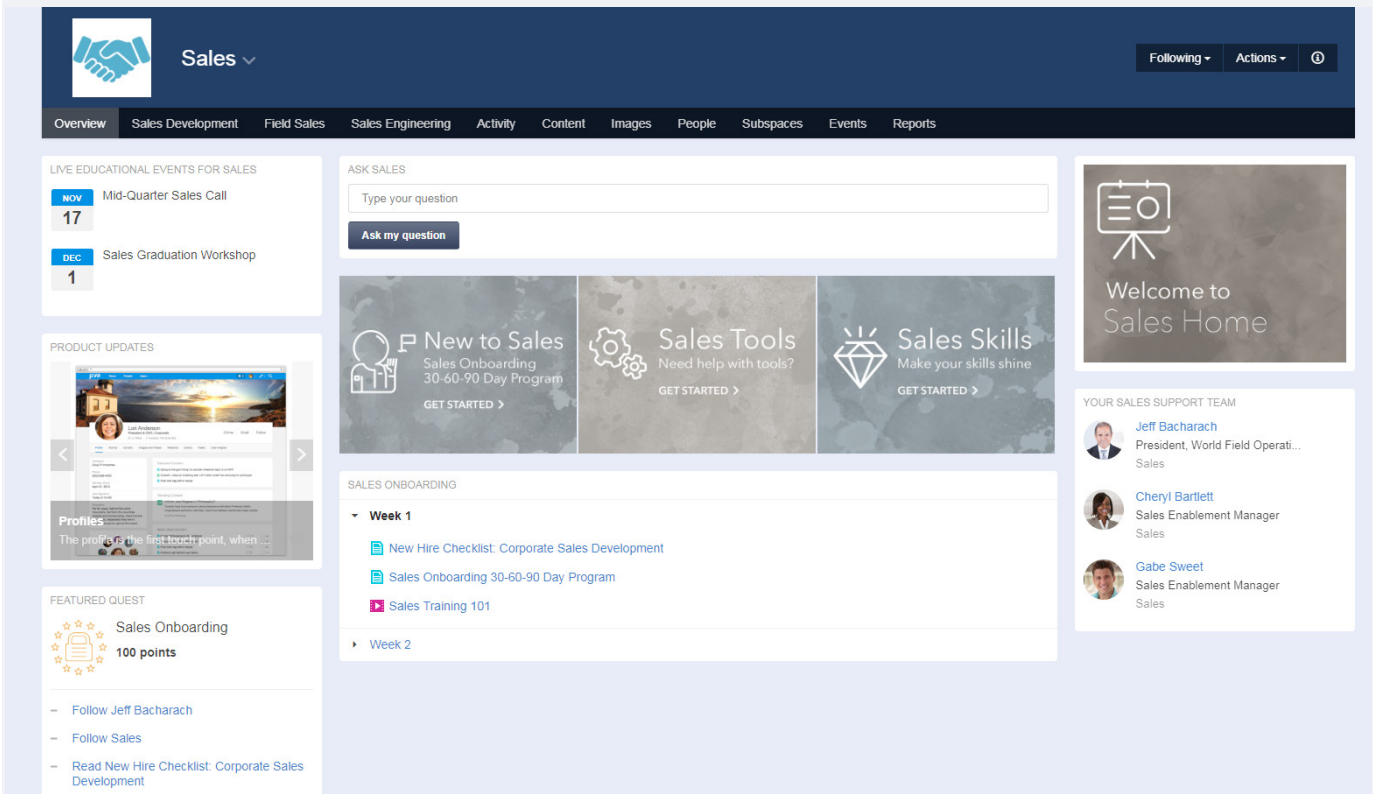 Sales
Following
Actions
Overview
Sales Development
Field Sales
Sales Engineering
Activity
Content
Images
People
Subspaces
Events
Reports
LIVE EDUCATIONAL EVENTS FOR SALES
NOV
17
Mid-Quarter Sales Call
DEC
1
Sales Graduation Workshop
PRODUCT UPDATES
Lori Anderson
Profiles
The profile is the first touch point, when ...
FEATURED QUEST
Sales Onboarding
100 points
– Follow Jeff Bacharach
– Follow Sales
– Read New Hire Checklist: Corporate Sales
Development
ASK SALES
Type your question
Ask my question
New to Sales
Sales Onboarding
30-60-90 Day Program
GET STARTED >
Sales Tools
Need help with tools?
GET STARTED >
Sales Skills
Make your skills shine
GET STARTED >
SALES ONBOARDING
Week 1
New Hire Checklist: Corporate Sales Development
Sales Onboarding 30-60-90 Day Program
Sales Training 101
Week 2
Welcome to
Sales Home
YOUR SALES SUPPORT TEAM
Jeff Bacharach
President, World Field Operati...
Sales
Cheryl Bartlett
Sales Enablement Manager
Sales
Gabe Sweet
Sales Enablement Manager
Sales